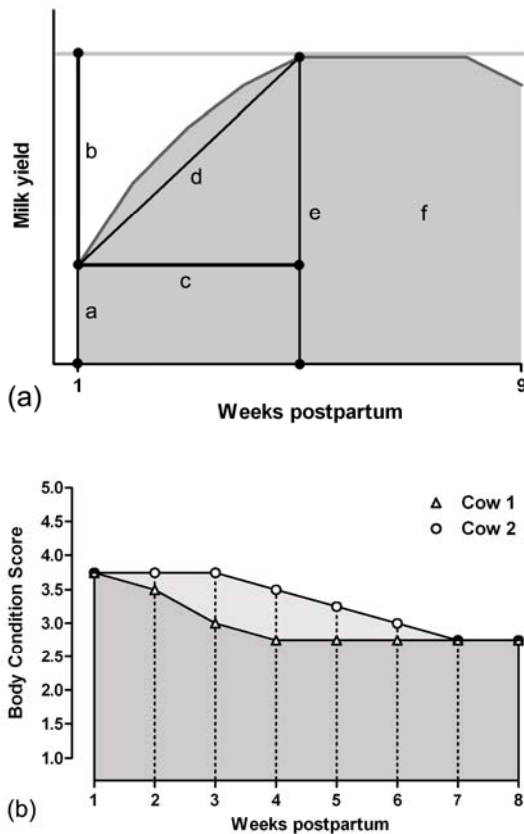 Milk yield
b
d
e
f
c
a
1
9
(a)
Weeks postpartum
Body Condition Score
5.0
4.5
4.0
3.5
3.0
2.5
2.0
1.5
1.0
Cow 1
Cow 2
1 2 3 4 5 6 7 8
(b)
Weeks postpartum